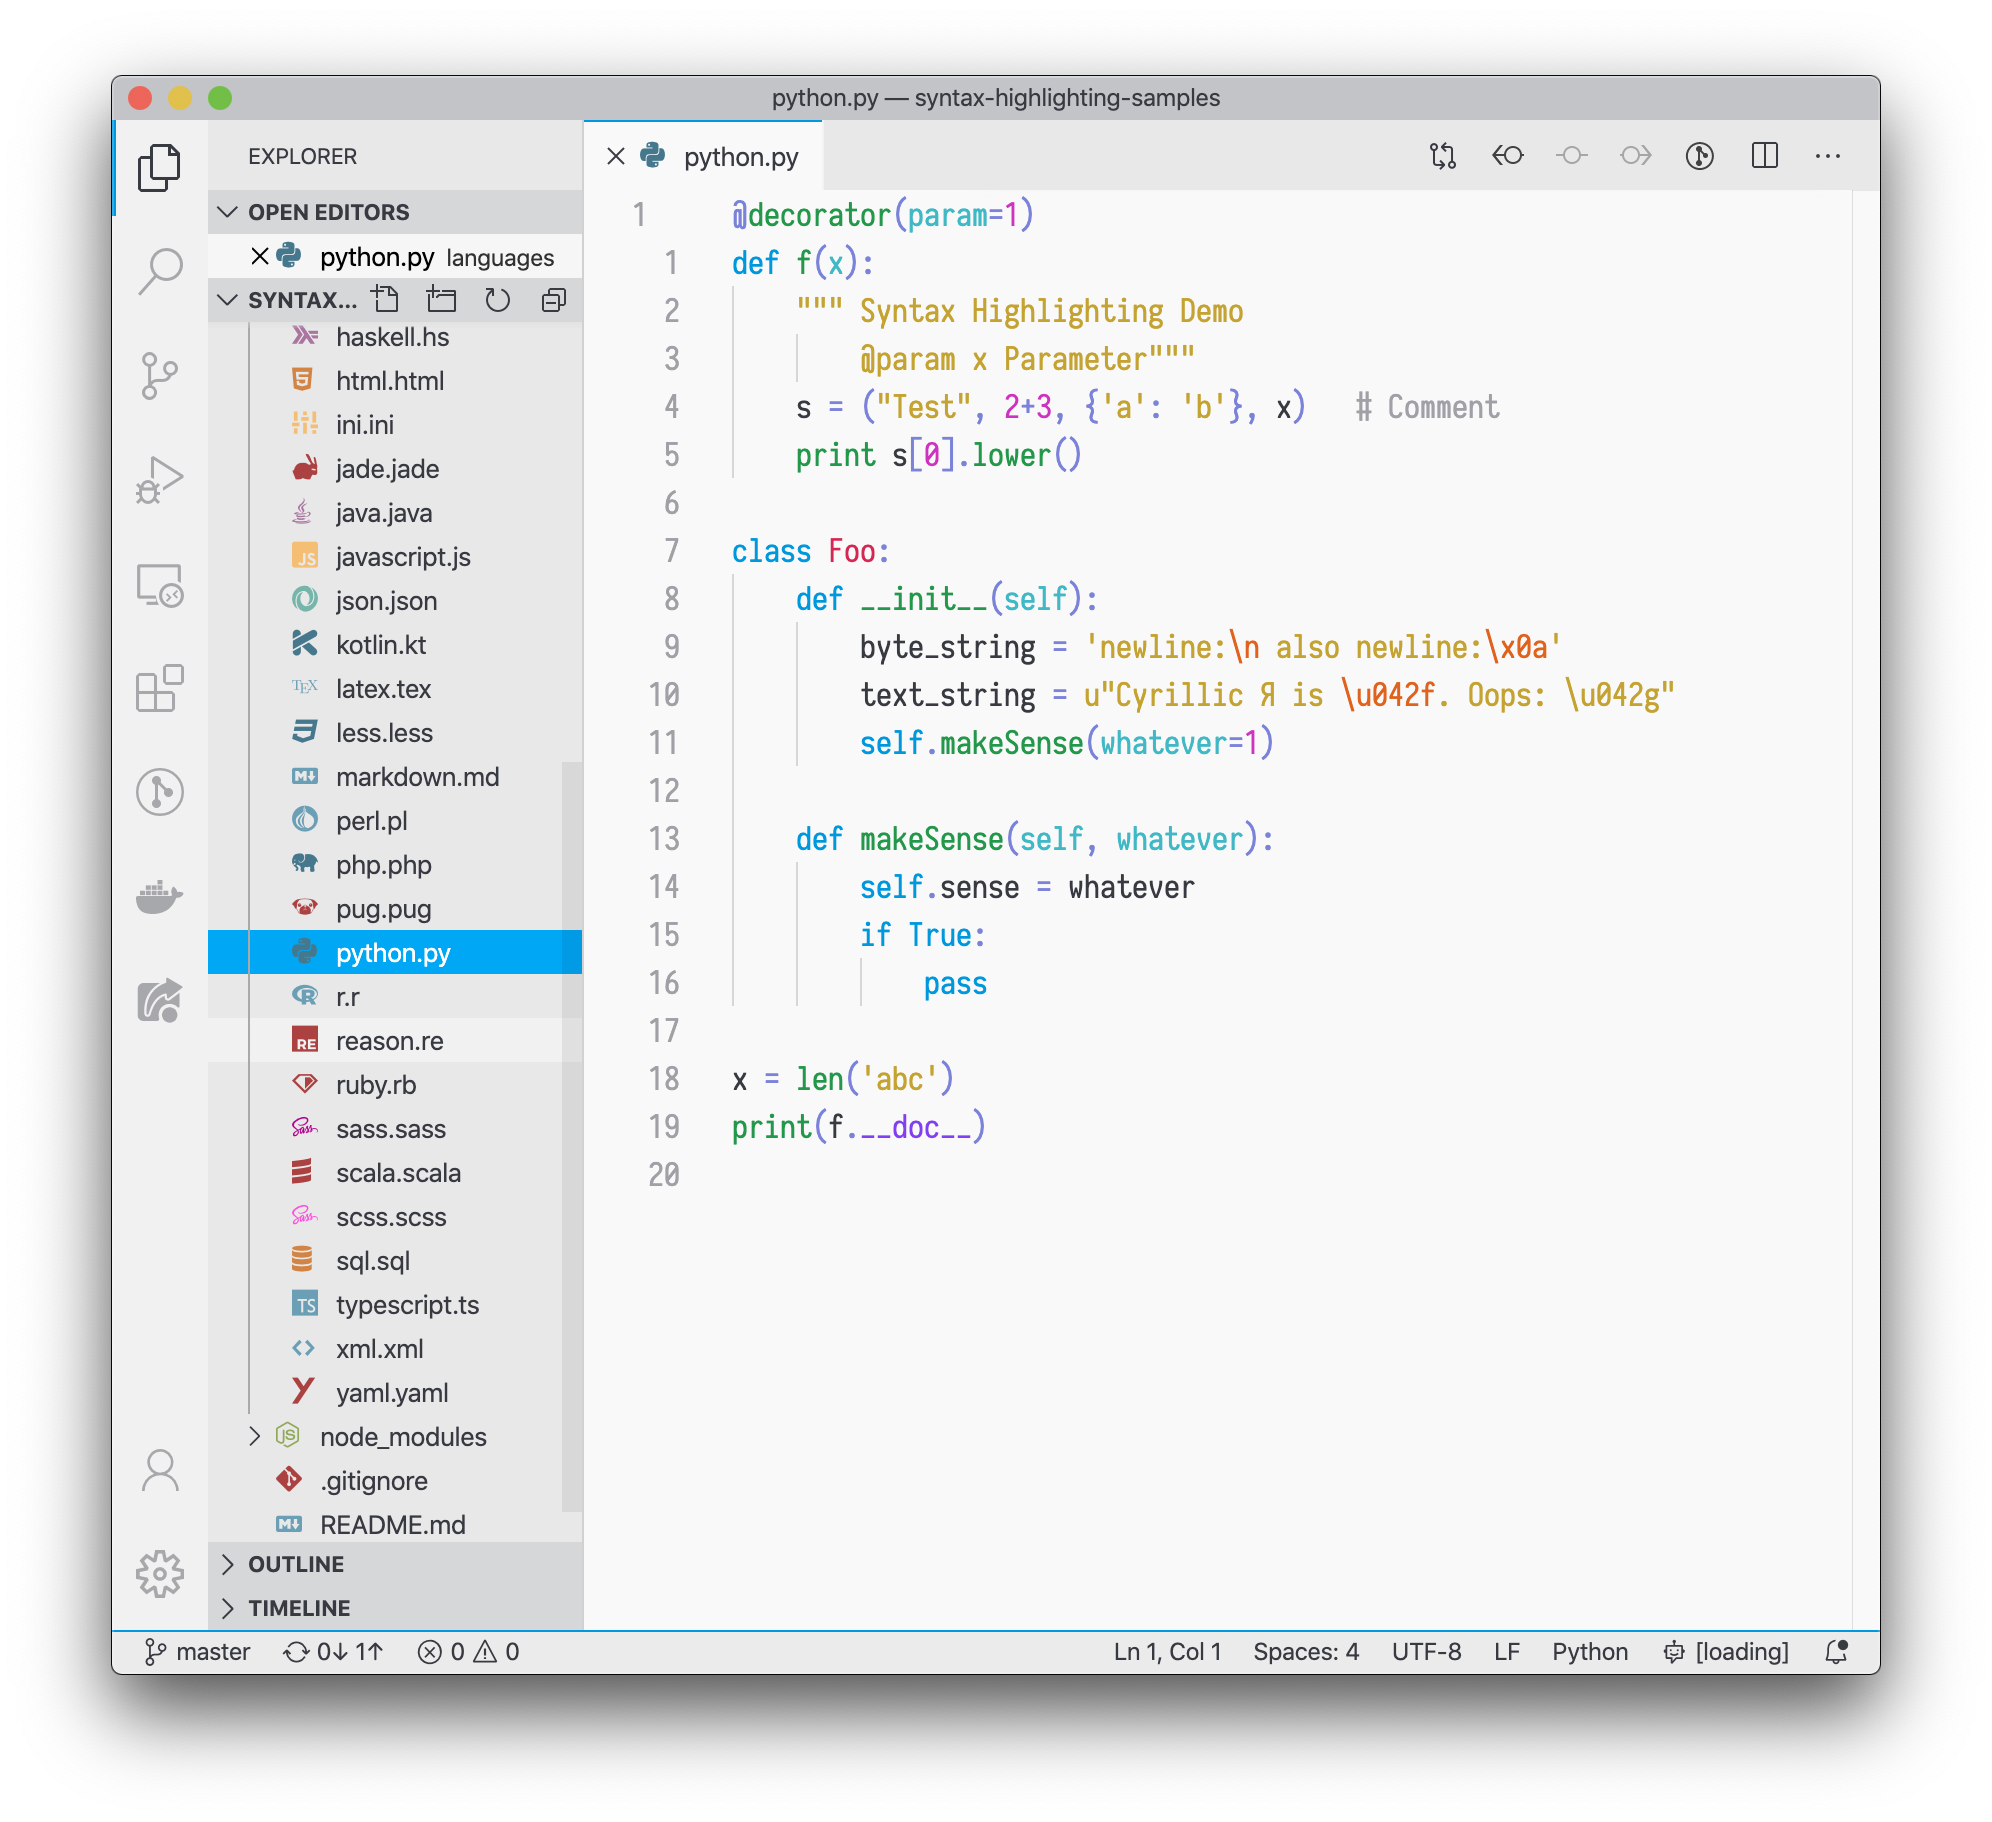 python.py — syntax-highlighting-samples
EXPLORER
OPEN EDITORS
python.py languages
SYNTAX...
haskell.hs
html.html
ini.ini
jade.jade
java.java
JS javascript.js
json.json
kotlin.kt
TEX latex.tex
less.less
M↓ markdown.md
perl.pl
php.php
pug.pug
python.py
R r.r
RE reason.re
ruby.rb
Sass sass.sass
scala.scala
Sass scss.scss
sql.sql
TS typescript.ts
<> xml.xml
Y yaml.yaml
JS node_modules
.gitignore
M↓ README.md
OUTLINE
TIMELINE
python.py
1 @decorator(param=1)
1 def f(x):
2     """ Syntax Highlighting Demo
3         @param x Parameter"""
4     s = ("Test", 2+3, {'a': 'b'}, x)   # Comment
5     print s[0].lower()
6
7 class Foo:
8     def __init__(self):
9         byte_string = 'newline:\n also newline:\x0a'
10         text_string = u"Cyrillic Я is \u042f. Oops: \u042g"
11         self.makeSense(whatever=1)
12
13     def makeSense(self, whatever):
14         self.sense = whatever
15         if True:
16             pass
17
18 x = len('abc')
19 print(f.__doc__)
20
master 0↓ 1↑ 0 0 Ln 1, Col 1 Spaces: 4 UTF-8 LF Python [loading]